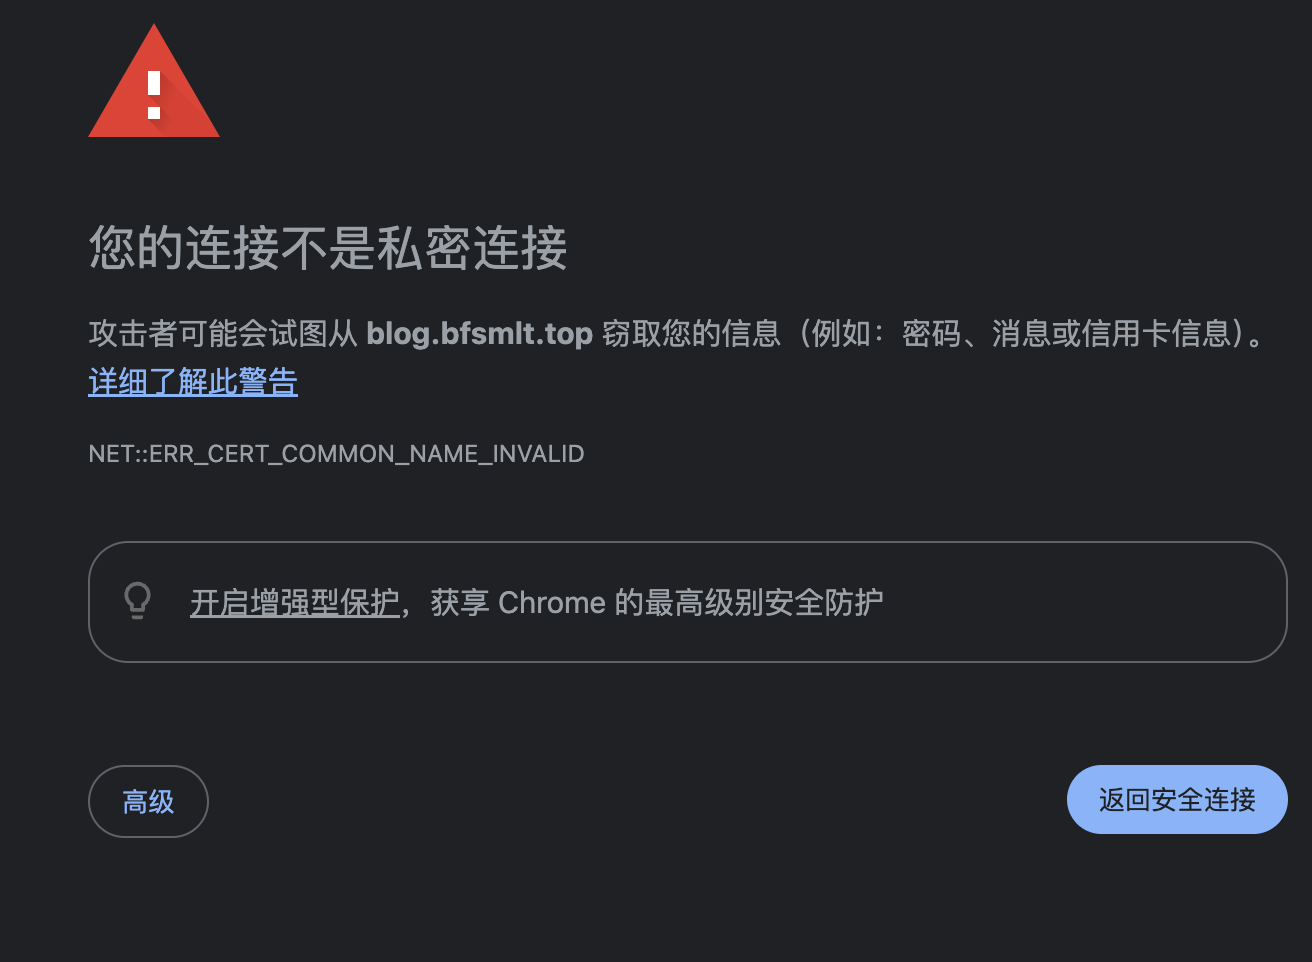 您的连接不是私密连接
攻击者可能会试图从 blog.bfsmlt.top 窃取您的信息（例如：密码、消息或信用卡信息）。
详细了解此警告
NET::ERR_CERT_COMMON_NAME_INVALID
开启增强型保护，获享 Chrome 的最高级别安全防护
高级
返回安全连接